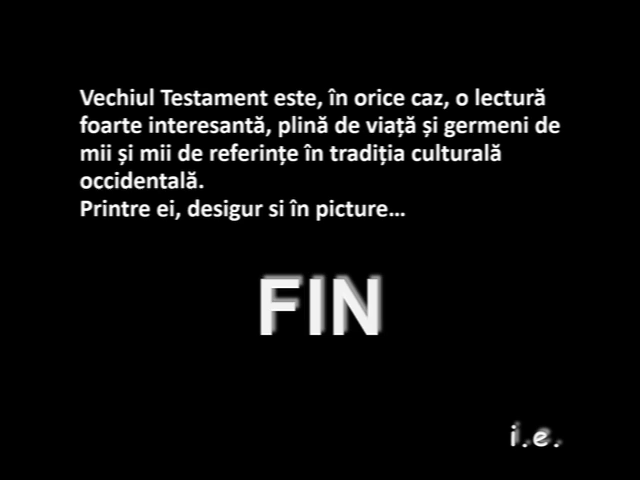 Vechiul Testament este, în orice caz, o lectură
foarte interesantă, plină de viață și germeni de
mii și mii de referințe în tradiția culturală
occidentală.
Printre ei, desigur si în picture...
FIN
i.e.